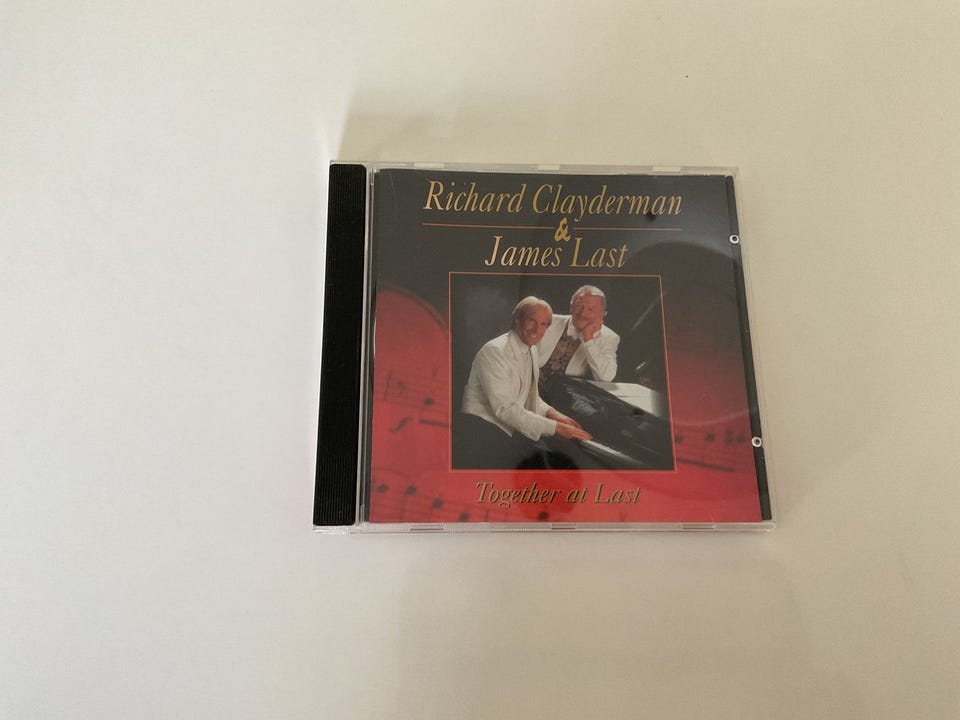 Richard Clayderman
&
James Last
Together at Last